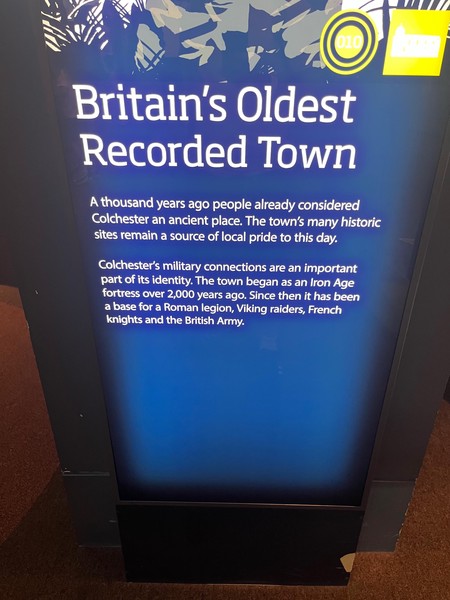 010
Britain's Oldest
Recorded Town
A thousand years ago people already considered
Colchester an ancient place. The town's many historic
sites remain a source of local pride to this day.
Colchester's military connections are an important
part of its identity. The town began as an Iron Age
fortress over 2,000 years ago. Since then it has been
a base for a Roman legion, Viking raiders, French
knights and the British Army.